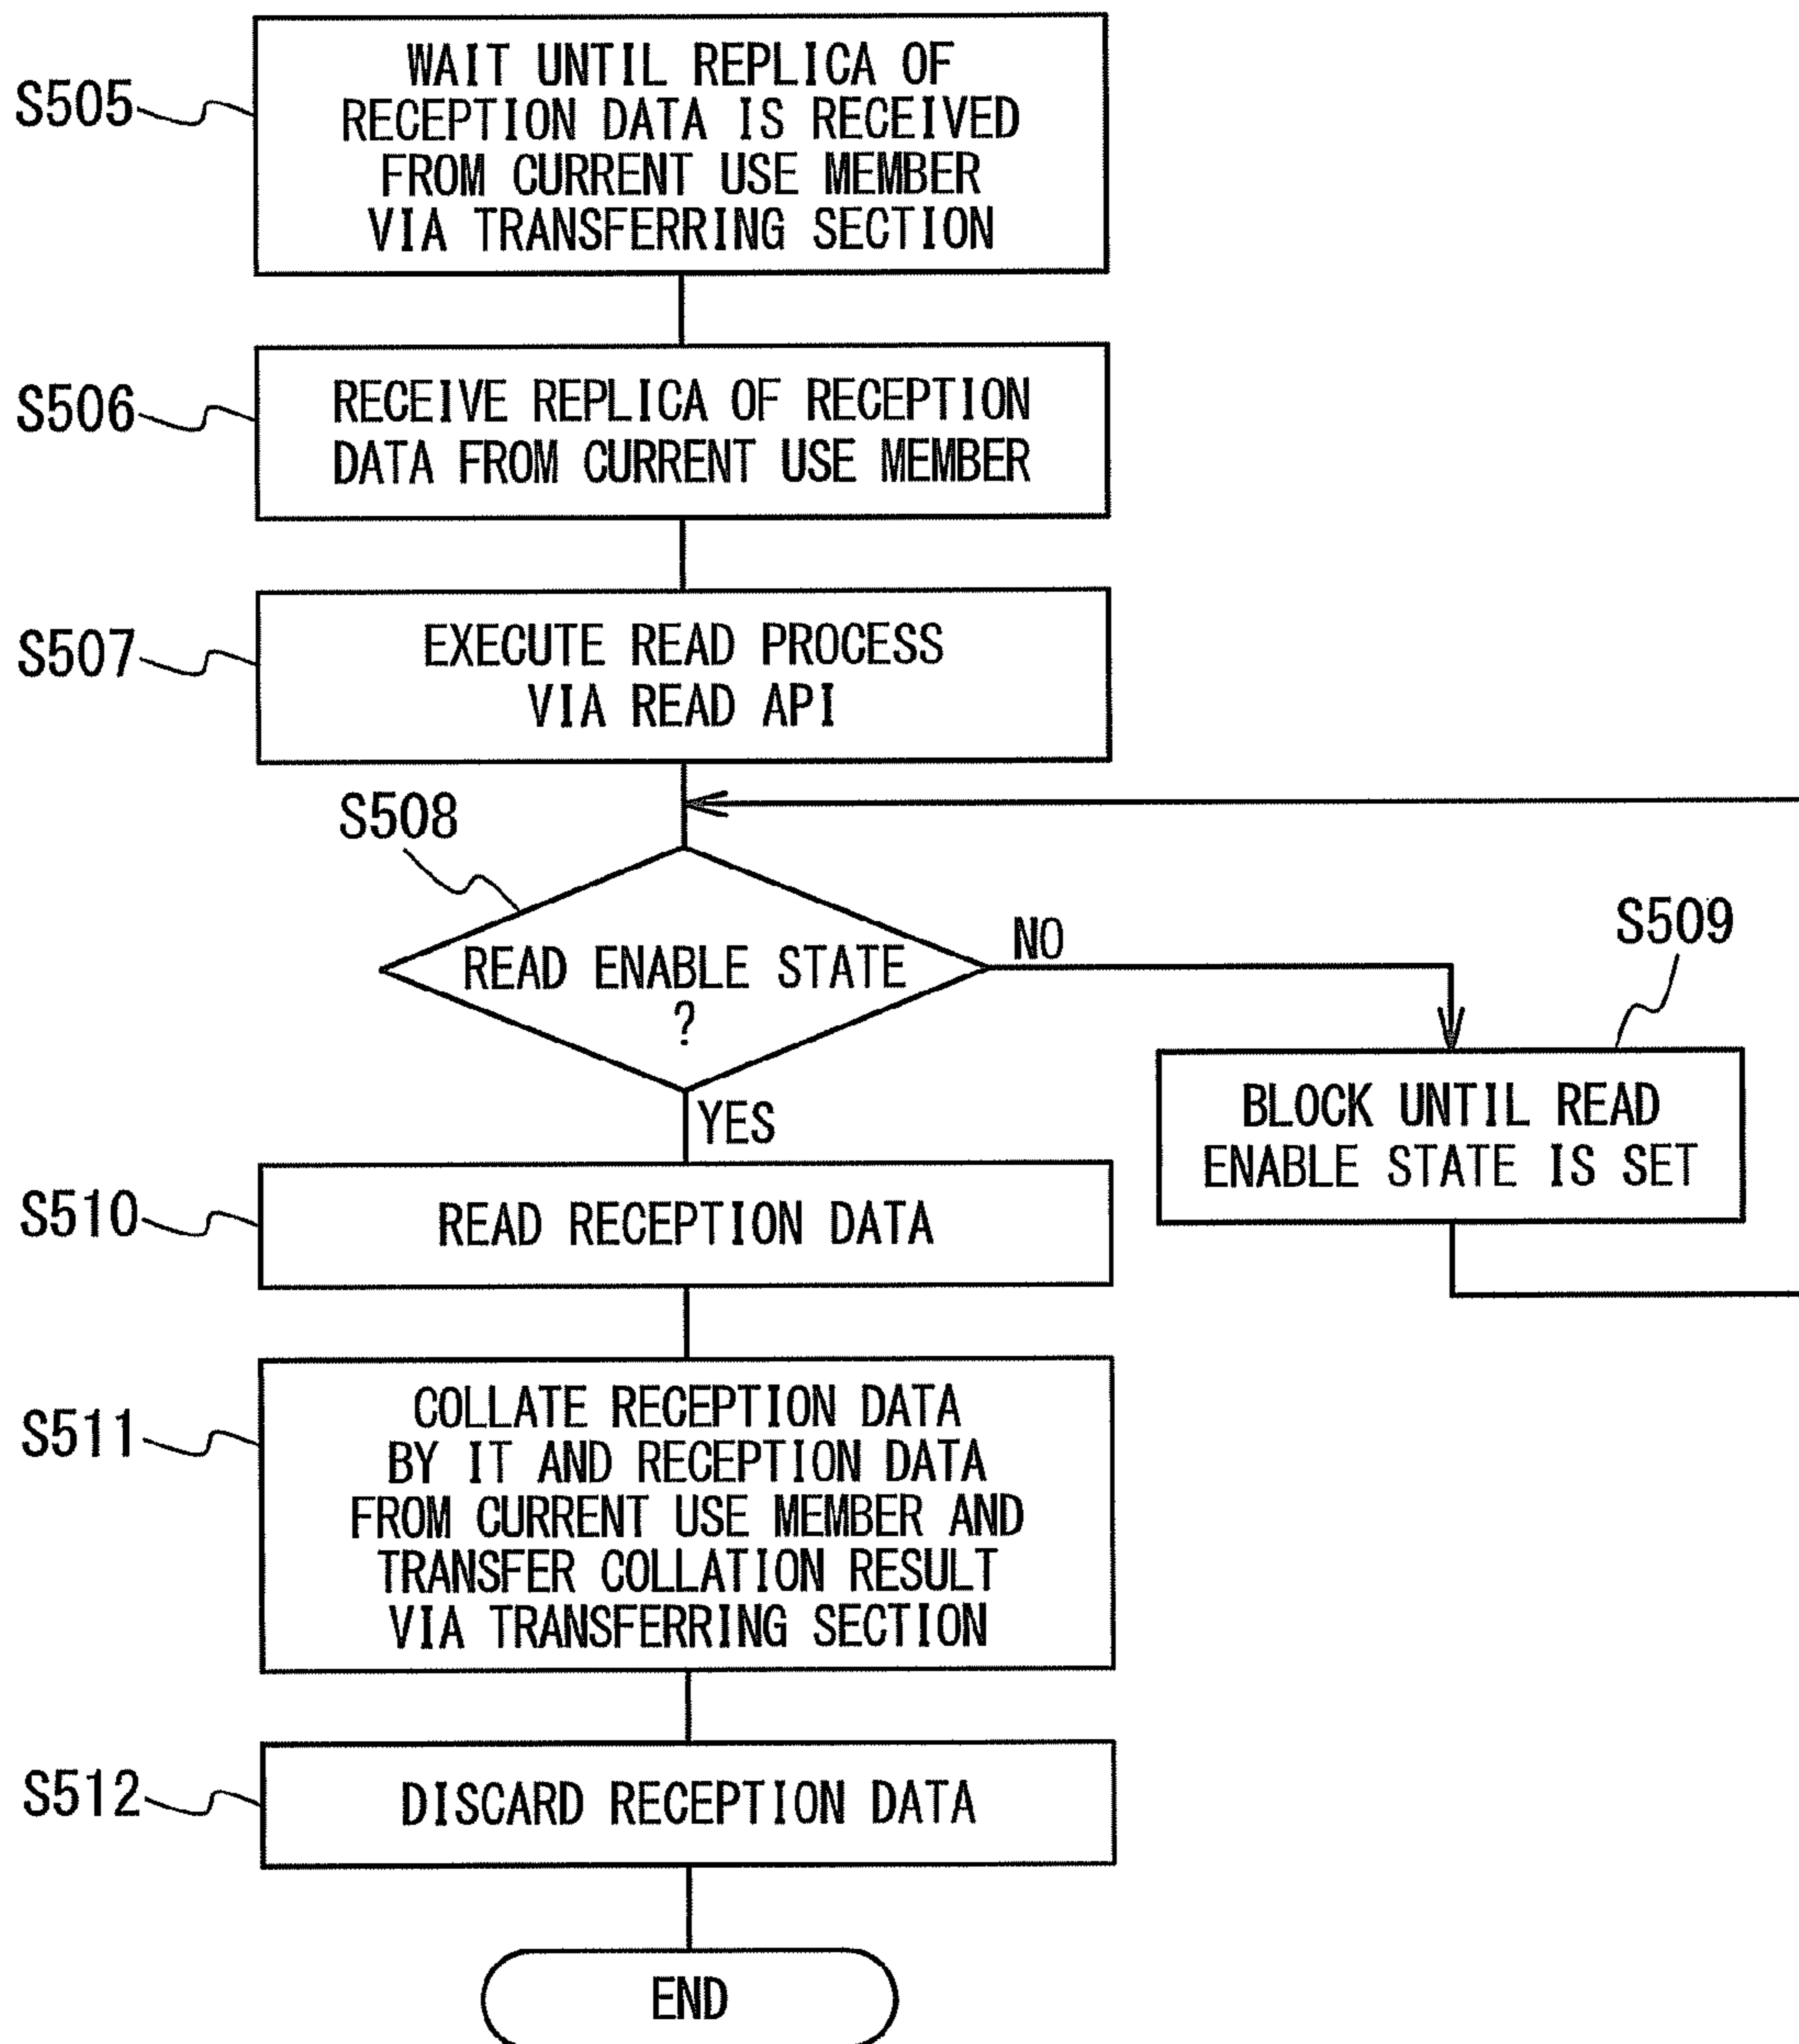 S505
WAIT UNTIL REPLICA OF
RECEPTION DATA IS RECEIVED
FROM CURRENT USE MEMBER
VIA TRANSFERRING SECTION
S506
RECEIVE REPLICA OF RECEPTION
DATA FROM CURRENT USE MEMBER
S507
EXECUTE READ PROCESS
VIA READ API
S508
READ ENABLE STATE
?
NO
S509
BLOCK UNTIL READ
ENABLE STATE IS SET
YES
S510
READ RECEPTION DATA
S511
COLLATE RECEPTION DATA
BY IT AND RECEPTION DATA
FROM CURRENT USE MEMBER AND
TRANSFER COLLATION RESULT
VIA TRANSFERRING SECTION
S512
DISCARD RECEPTION DATA
END